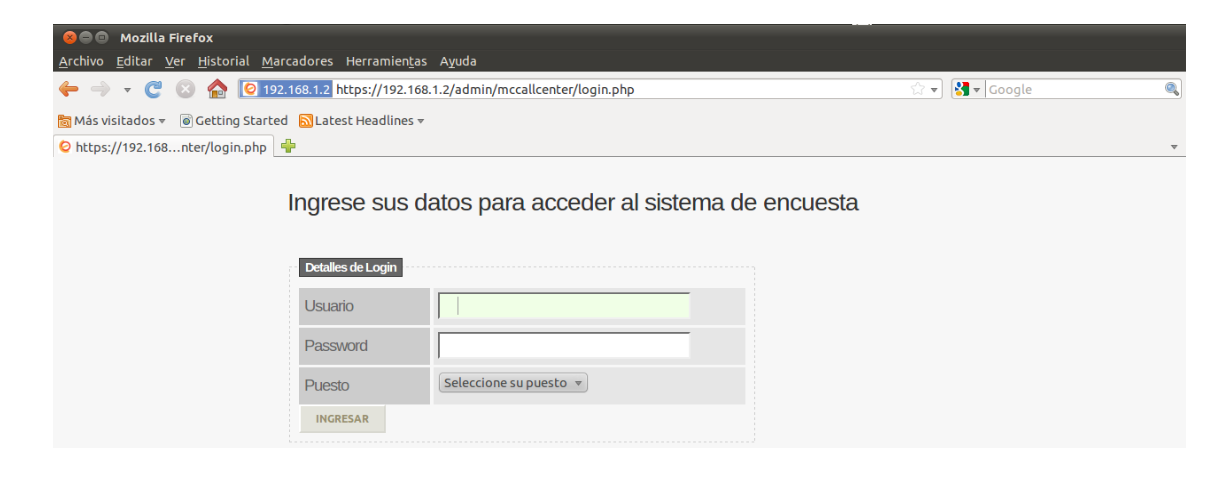 Mozilla Firefox
Archivo Editar Ver Historial Marcadores Herramientas Ayuda
192.168.1.2 https://192.168.1.2/admin/mccallcenter/login.php Google
Más visitados Getting Started Latest Headlines
https://192.168...nter/login.php
Ingrese sus datos para acceder al sistema de encuesta
Detalles de Login
Usuario
Password
Puesto Seleccione su puesto
INGRESAR